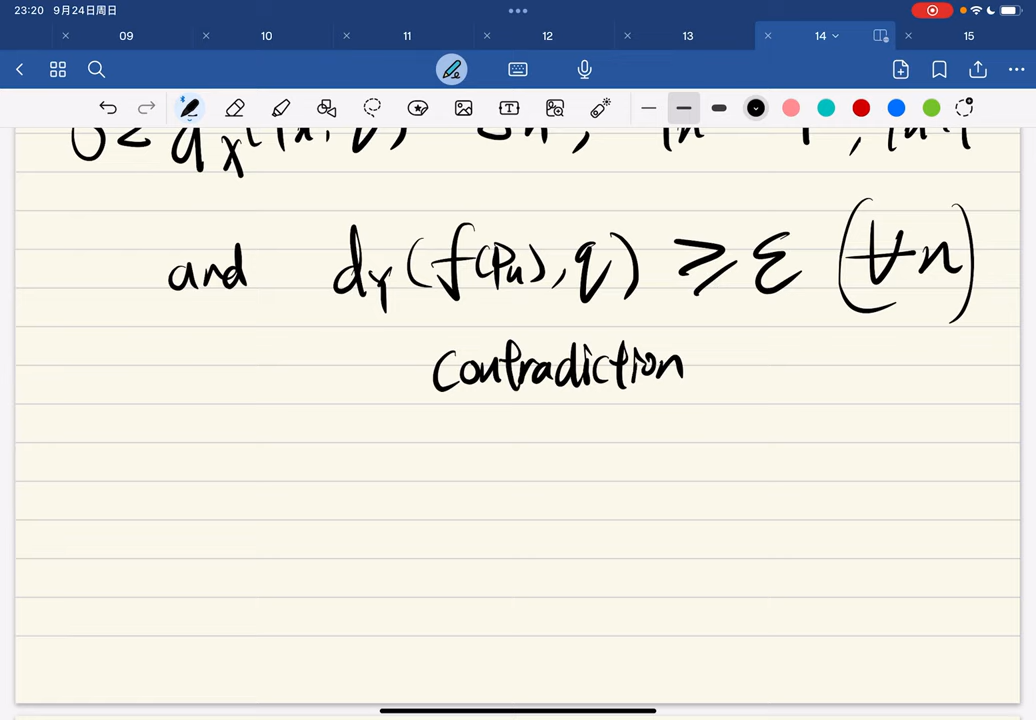 23:20 9月24日周日
09 10 11 12 13 14 15
and d_Y(f(p_n), q) ≥ ε (∀n)
contradiction